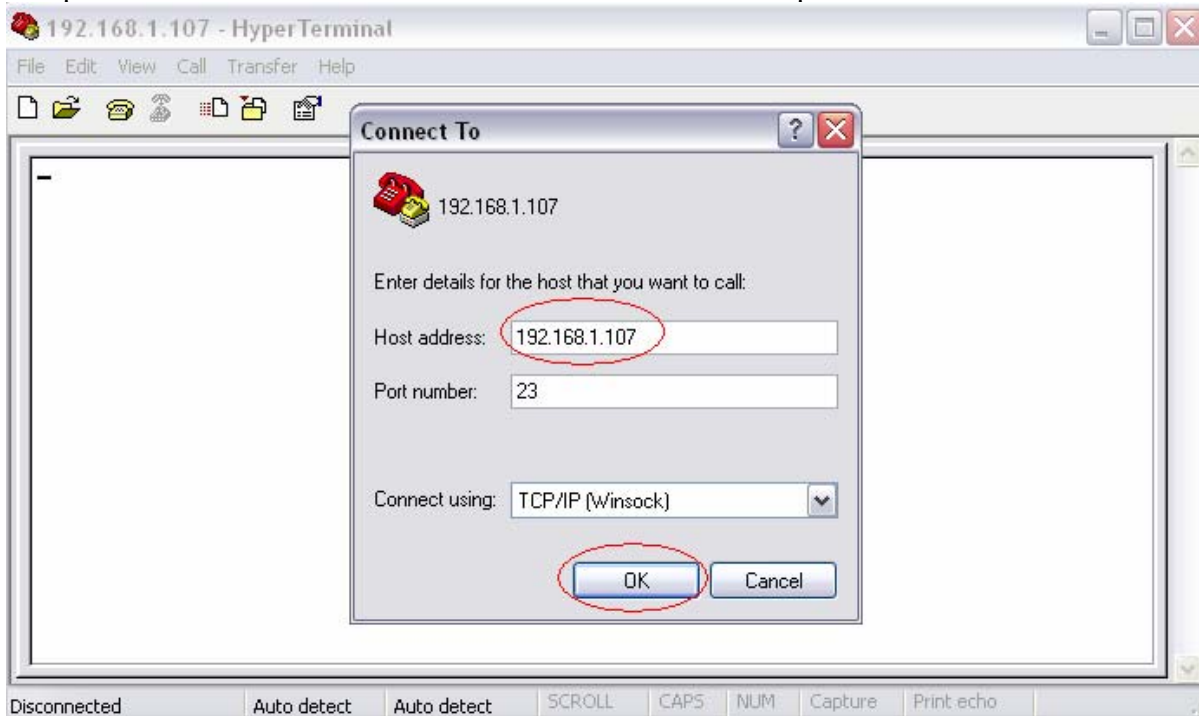 192.168.1.107 - HyperTerminal
File Edit View Call Transfer Help
Connect To
192.168.1.107
Enter details for the host that you want to call:
Host address: 192.168.1.107
Port number: 23
Connect using: TCP/IP (Winsock)
OK Cancel
Disconnected Auto detect Auto detect SCROLL CAPS NUM Capture Print echo